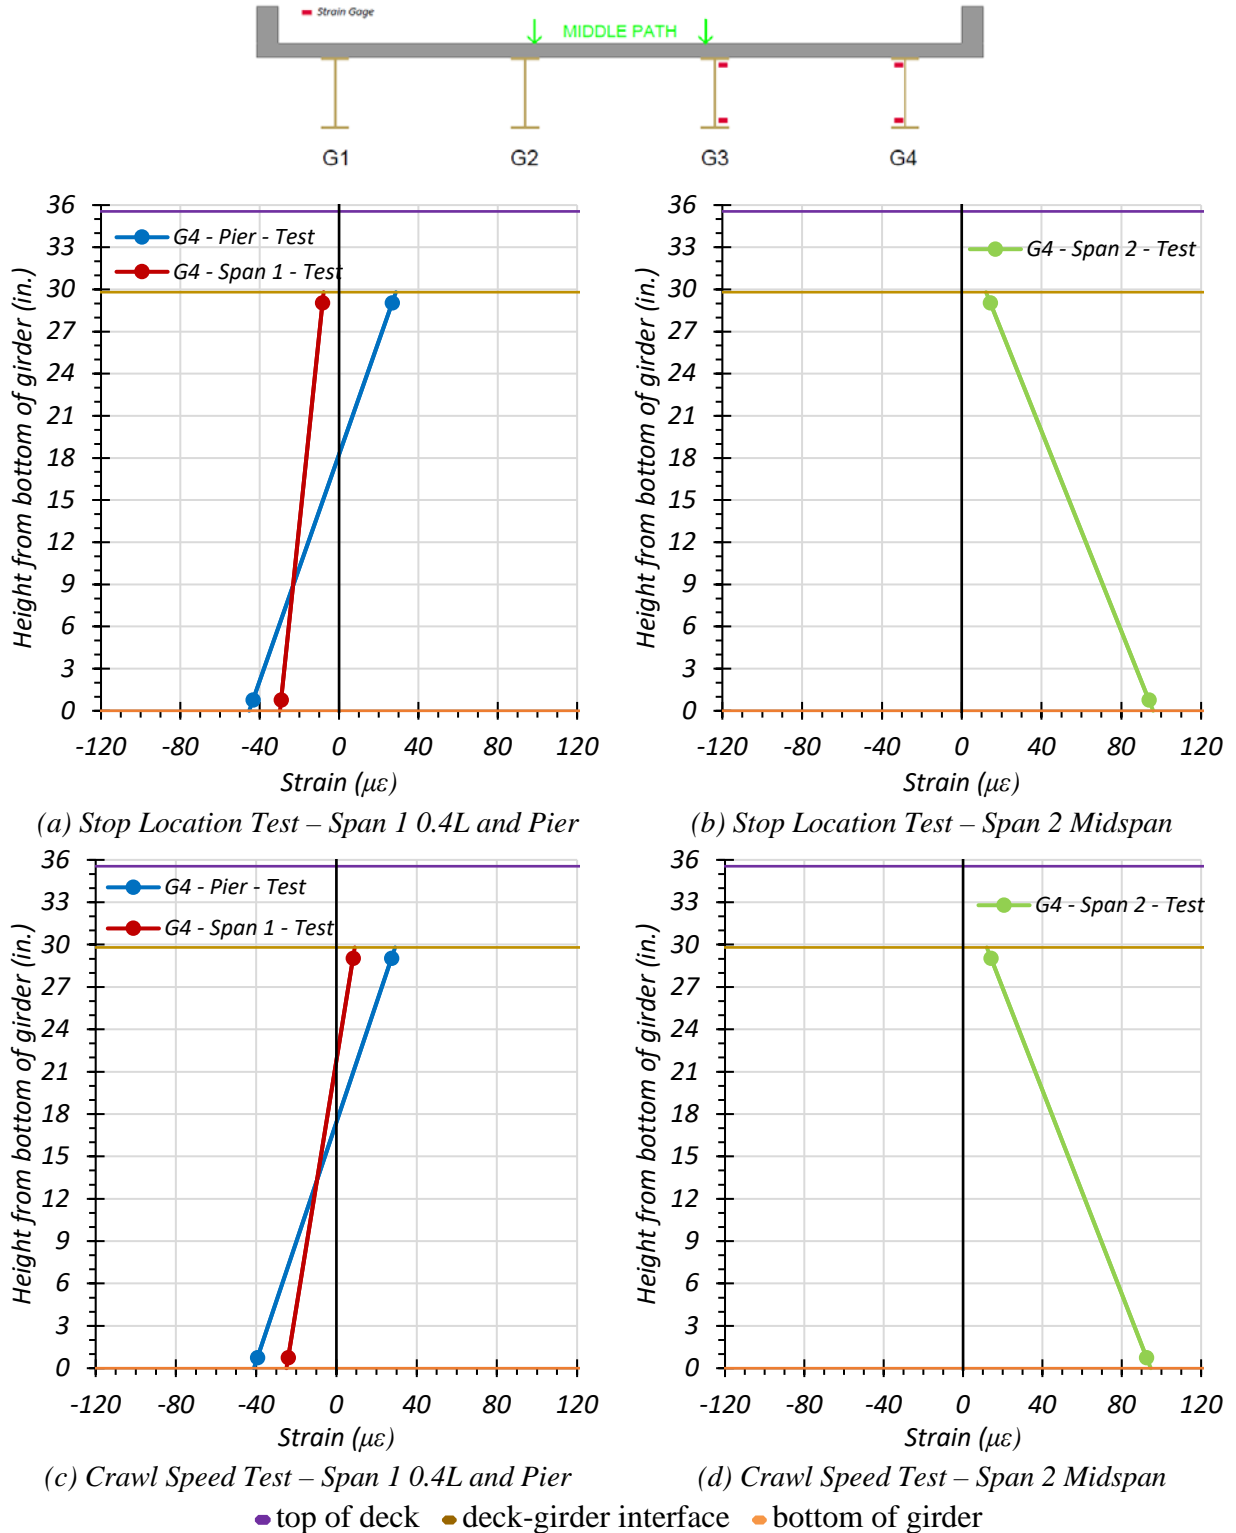 Strain Gage
MIDDLE PATH
G1 G2 G3 G4
36
33
30
27
24
21
18
15
12
9
6
3
0
Height from bottom of girder (in.)
G4 - Pier - Test
G4 - Span 1 - Test
-120 -80 -40 0 40 80 120
Strain (με)
(a) Stop Location Test – Span 1 0.4L and Pier
36
33
30
27
24
21
18
15
12
9
6
3
0
Height from bottom of girder (in.)
G4 - Span 2 - Test
-120 -80 -40 0 40 80 120
Strain (με)
(b) Stop Location Test – Span 2 Midspan
36
33
30
27
24
21
18
15
12
9
6
3
0
Height from bottom of girder (in.)
G4 - Pier - Test
G4 - Span 1 - Test
-120 -80 -40 0 40 80 120
Strain (με)
(c) Crawl Speed Test – Span 1 0.4L and Pier
36
33
30
27
24
21
18
15
12
9
6
3
0
Height from bottom of girder (in.)
G4 - Span 2 - Test
-120 -80 -40 0 40 80 120
Strain (με)
(d) Crawl Speed Test – Span 2 Midspan
top of deck deck-girder interface bottom of girder